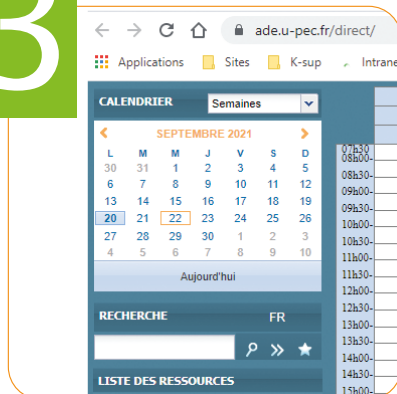 3
ade.u-pec.fr/direct/
Applications Sites K-sup Intrane
CALENDRIER Semaines
SEPTEMBRE 2021
L M M J V S D
30 31 1 2 3 4 5
6 7 8 9 10 11 12
13 14 15 16 17 18 19
20 21 22 23 24 25 26
27 28 29 30 1 2 3
4 5 6 7 8 9 10
Aujourd'hui
RECHERCHE FR
LISTE DES RESSOURCES
07h30
08h00
08h30
09h00
09h30
10h00
10h30
11h00
11h30
12h00
12h30
13h00
13h30
14h00
14h30
15h00